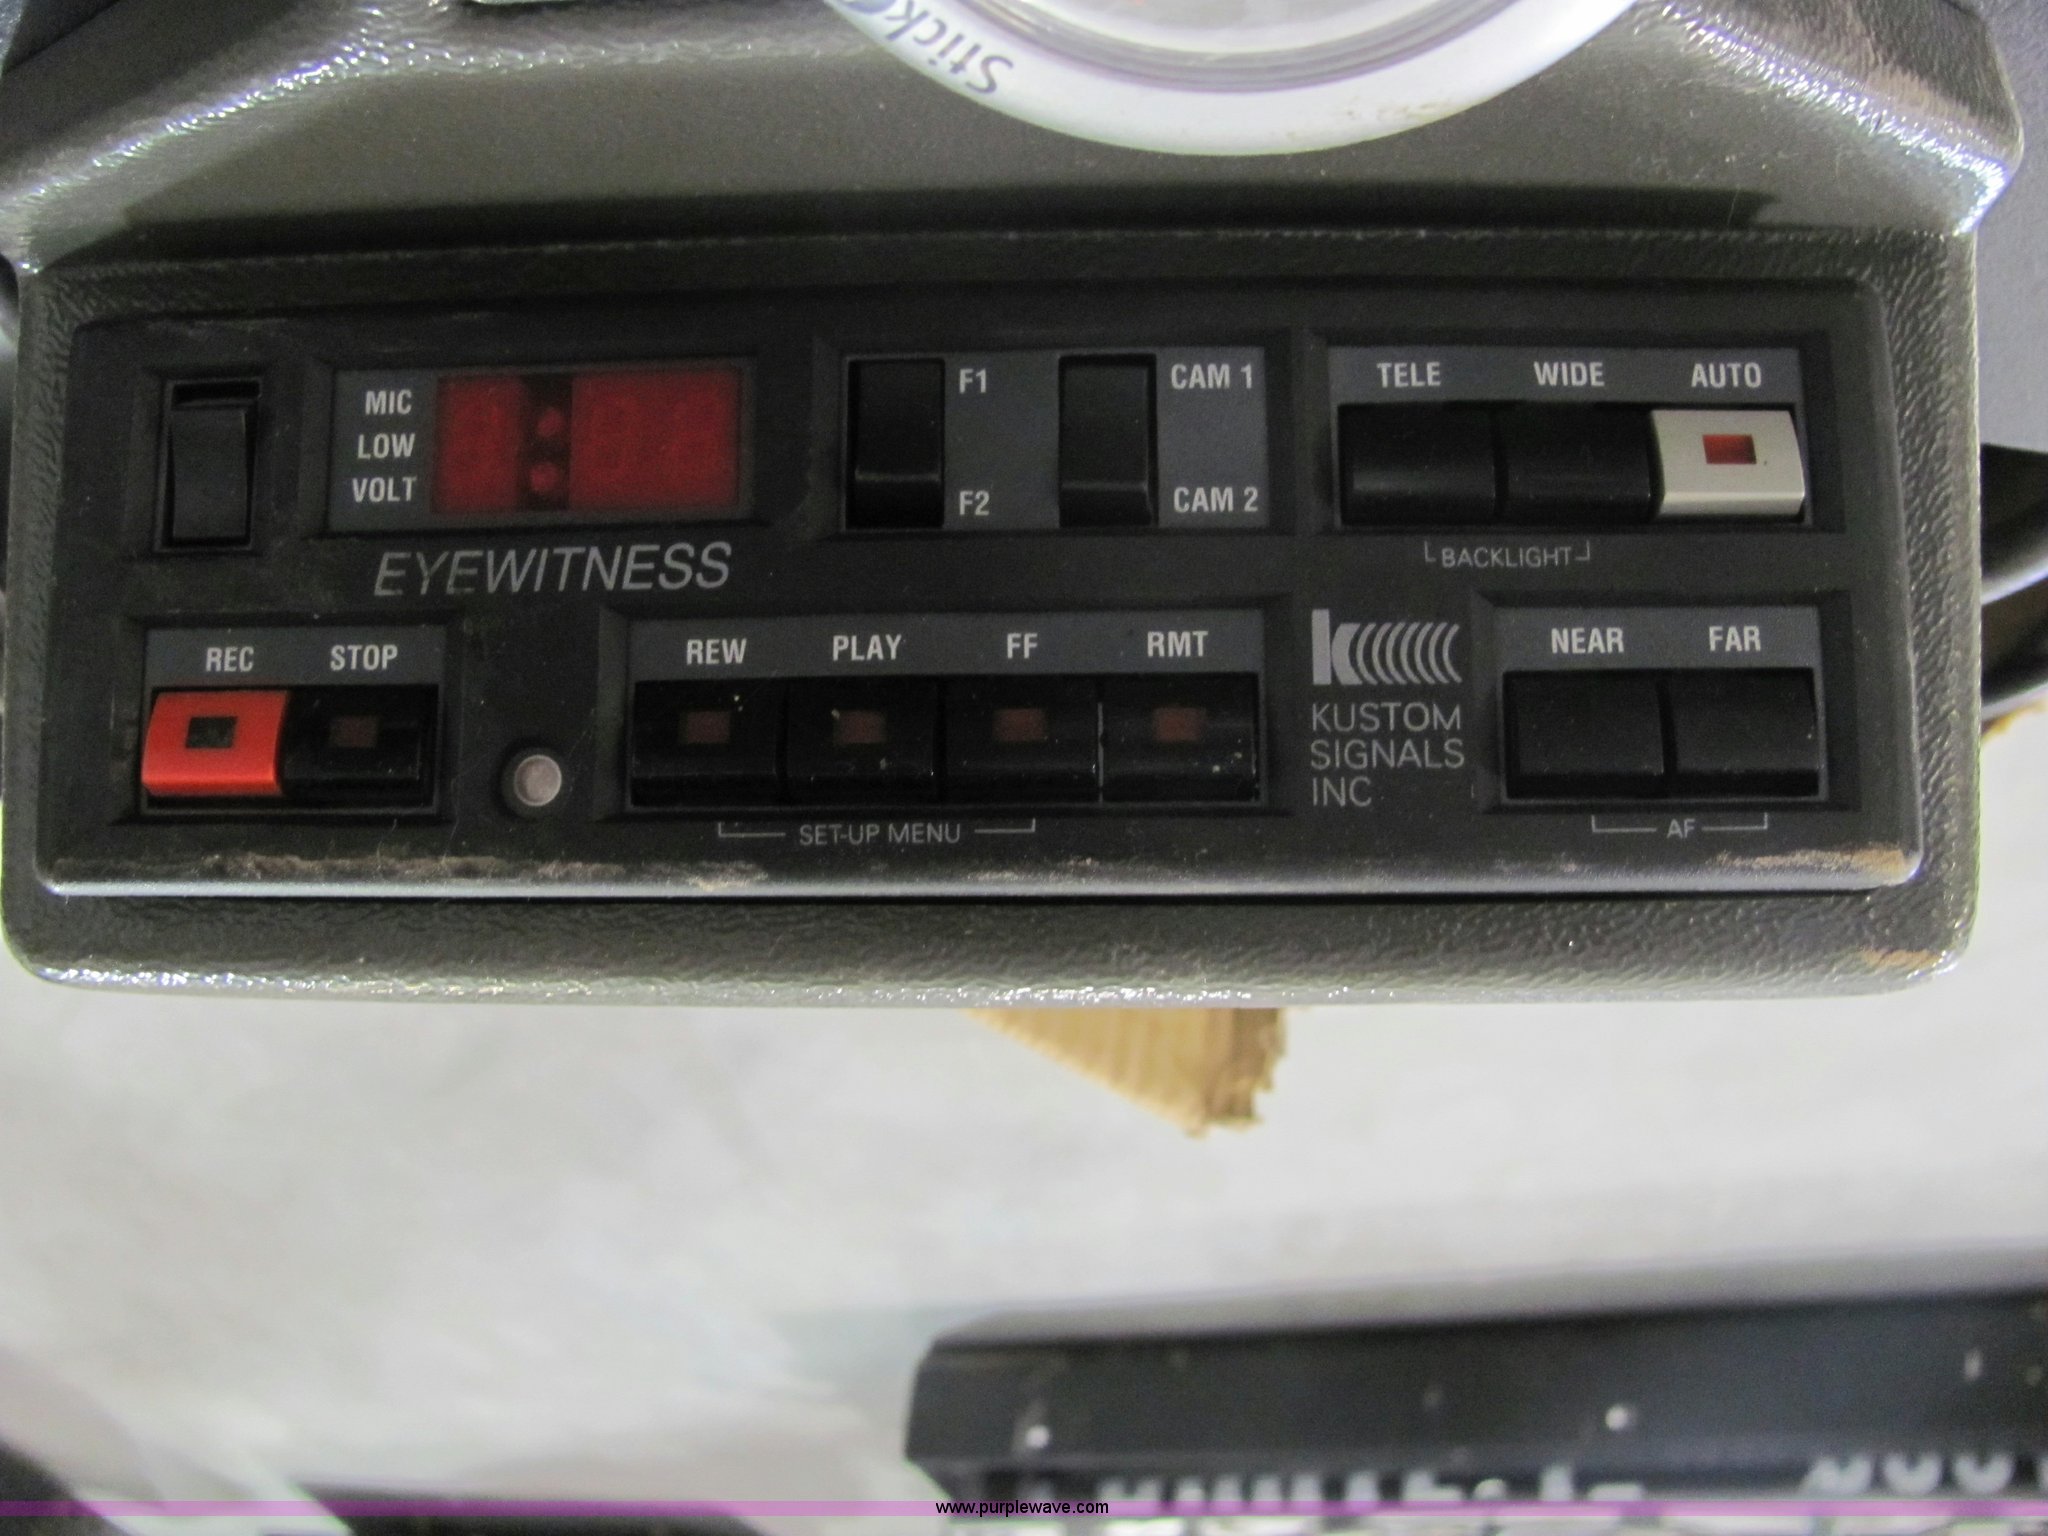 Stick
MIC
LOW
VOLT
F1
F2
CAM 1
CAM 2
TELE WIDE AUTO
BACKLIGHT
EYEWITNESS
REC STOP
REW PLAY FF RMT
SET-UP MENU
KUSTOM
SIGNALS
INC
NEAR FAR
AF
www.purplewave.com